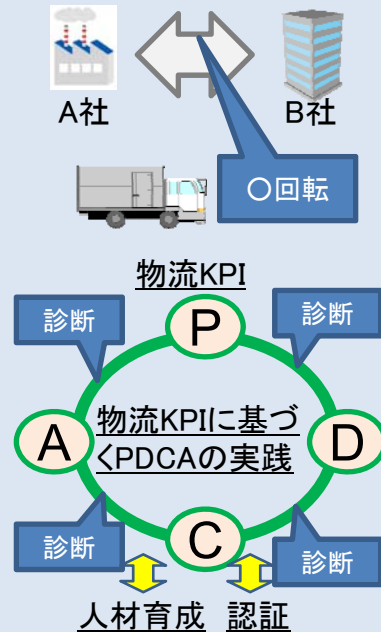 A社
B社
〇回転
物流KPI
診断
診断
P
A
物流KPIに基づ
くPDCAの実践
D
診断
C
診断
人材育成 認証